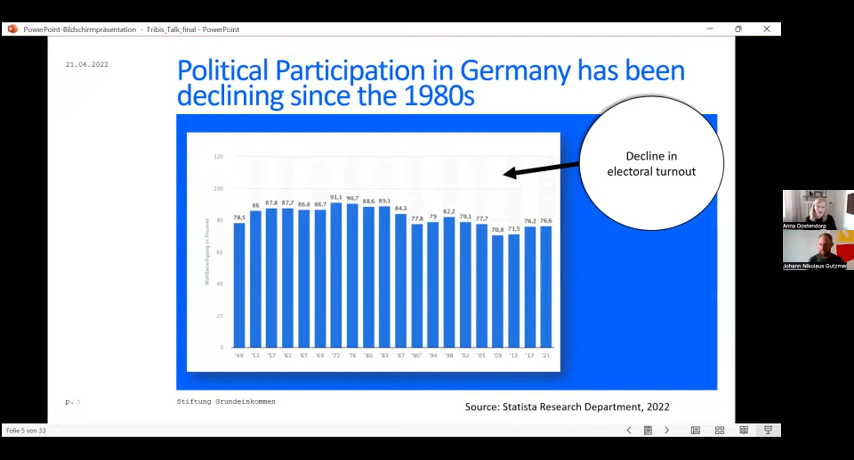 PowerPoint-Bildschirmpräsentation - Fribis_Talk_final - PowerPoint
21.06.2022
Political Participation in Germany has been
declining since the 1980s
Decline in
electoral turnout
120
100
80
60
40
20
0
Wahlbeteiligung in Prozent
78,5 86 87,8 87,7 86,8 86,7 91,1 90,7 88,6 89,1 84,3 77,8 79 82,2 79,1 77,7 70,8 71,5 76,2 76,6
'49 '53 '57 '61 '65 '69 '72 '76 '80 '83 '87 '90¹ '94 '98 '02 '05 '09 '13 '17 '21
Anna Oostendorp
Johann Nikolaus Gutzmer
p. 5
Stiftung Grundeinkommen
Source: Statista Research Department, 2022
Folie 5 von 33